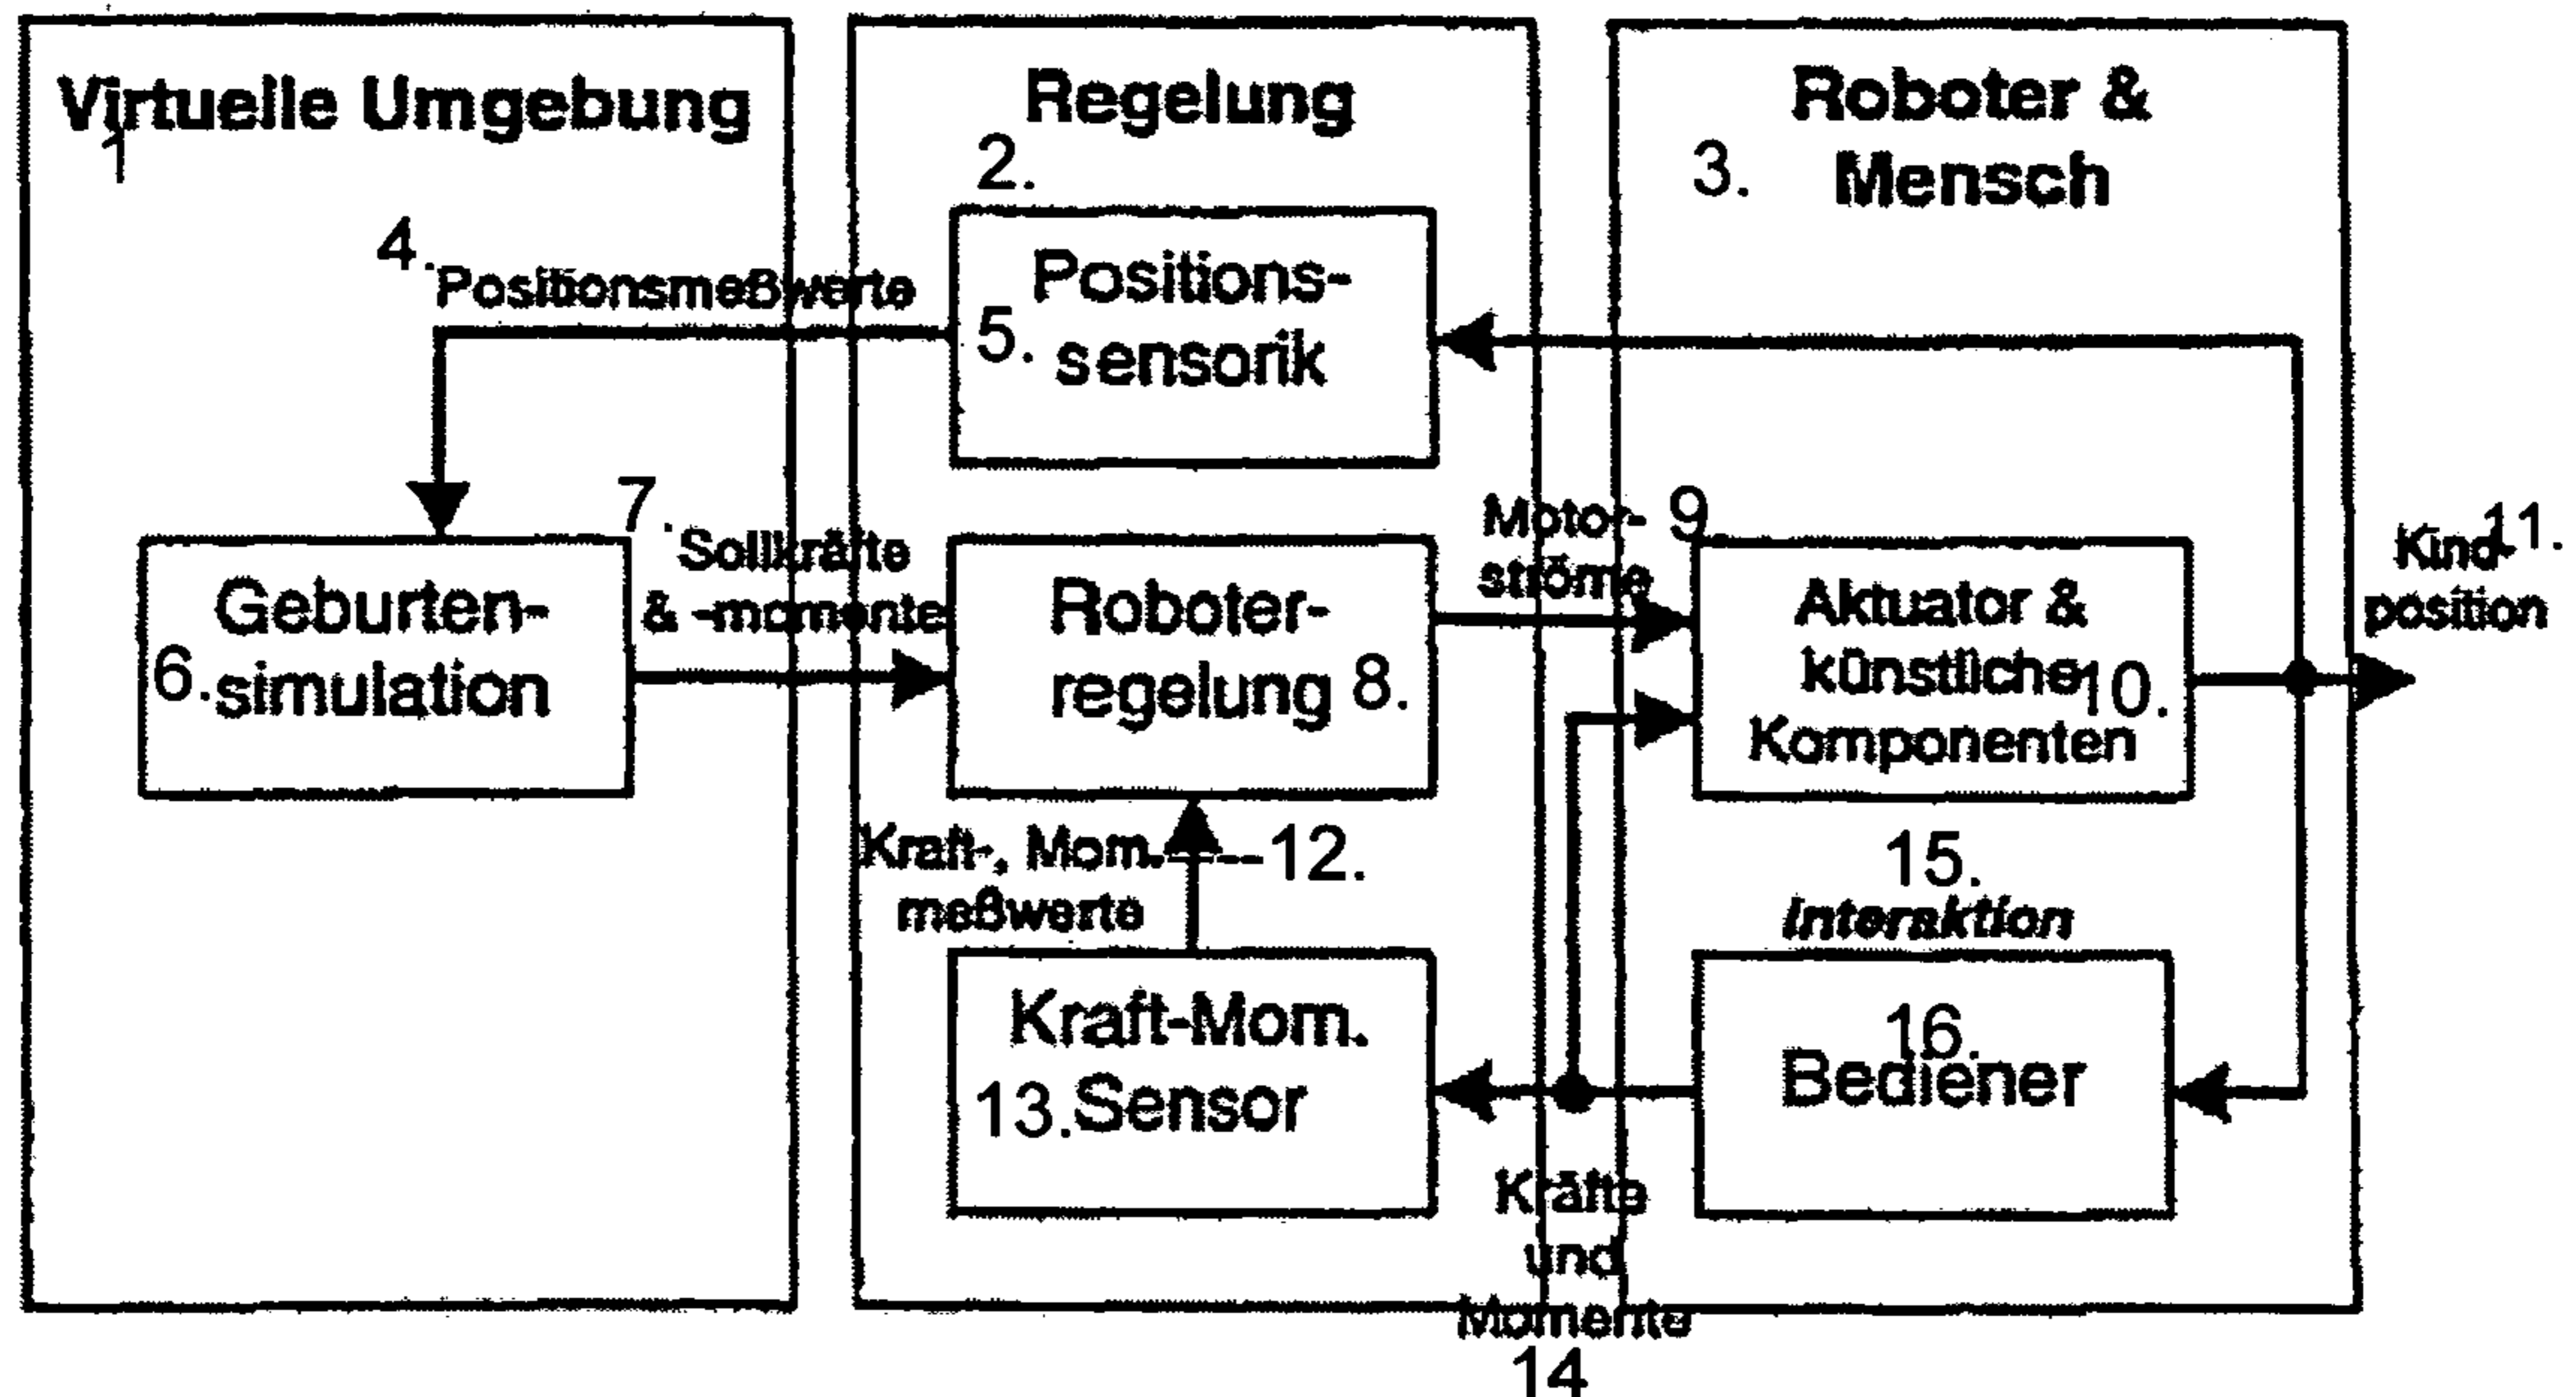 Virtuelle Umgebung
1
Regelung
2.
Roboter &
3. Mensch
4.
Positionsmeßwerte
Positions-
5. sensorik
7.
Sollkräfte
& -momente
Geburten-
6. simulation
Roboter-
regelung 8.
Motor- 9
ströme
Aktuator &
künstliche 10.
Komponenten
11.
Kind-
position
Kraft-, Mom.- 12.
meßwerte
Kraft-Mom.
13. Sensor
15.
Interaktion
16.
Bediener
Kräfte
und
Momente
14